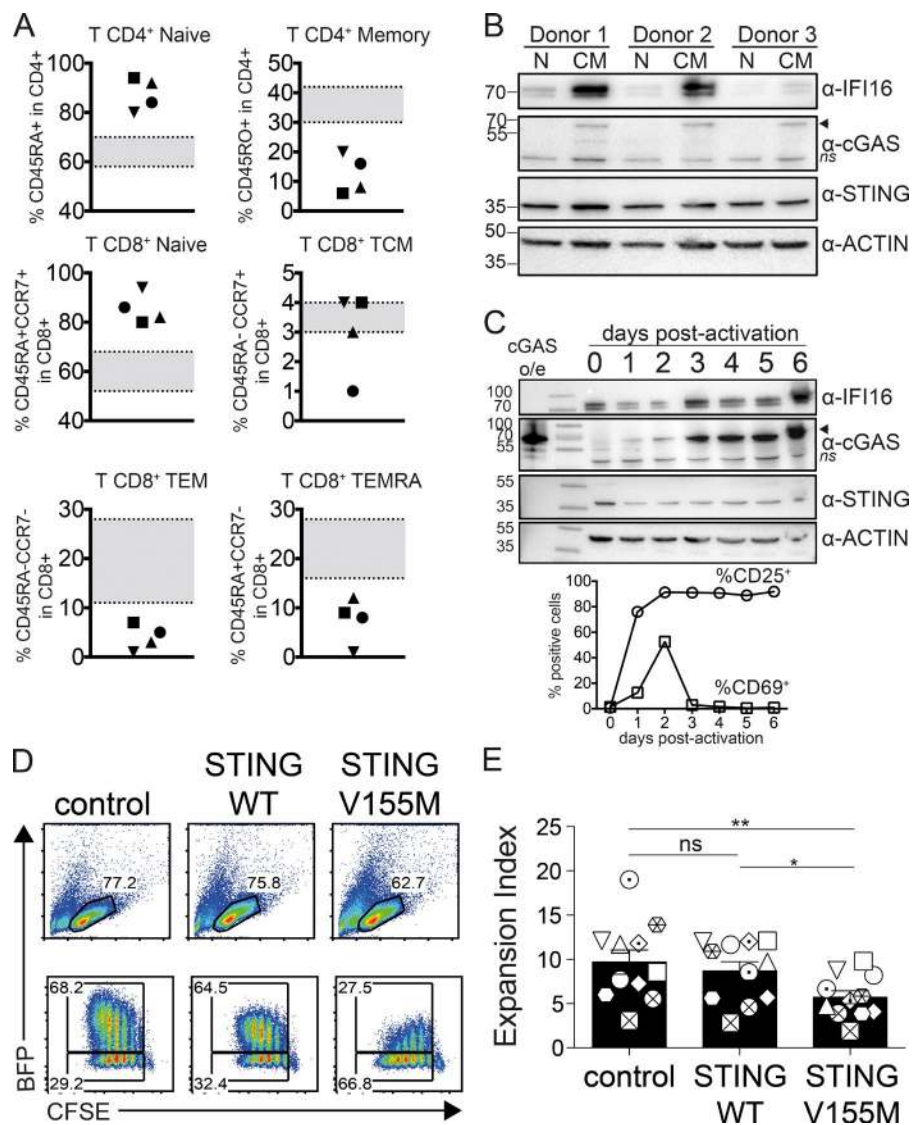 A
T CD4+ Naive
T CD4+ Memory
% CD45RA+ in CD4+
100
80
60
40
% CD45RO+ in CD4+
50
40
30
20
10
0
T CD8+ Naive
T CD8+ TCM
% CD45RA+CCR7+
in CD8+
100
80
60
40
% CD45RA- CCR7+
in CD8+
5
4
3
2
1
0
T CD8+ TEM
T CD8+ TEMRA
% CD45RA-CCR7-
in CD8+
30
20
10
0
% CD45RA+CCR7-
in CD8+
30
20
10
0
B
Donor 1 Donor 2 Donor 3
N CM N CM N CM
70
α-IFI16
70
55
α-cGAS
ns
35
α-STING
50
35
α-ACTIN
C
days post-activation
cGAS
o/e
0 1 2 3 4 5 6
100
70
α-IFI16
100
70
55
α-cGAS
ns
55
35
α-STING
55
35
α-ACTIN
% positive cells
100
80
60
40
20
0
%CD25+
%CD69+
0 1 2 3 4 5 6
days post-activation
D
control
STING
WT
STING
V155M
77.2
75.8
62.7
68.2
29.2
64.5
32.4
27.5
66.8
BFP
CFSE
E
Expansion Index
25
20
15
10
5
0
**
ns
*
control
STING
WT
STING
V155M